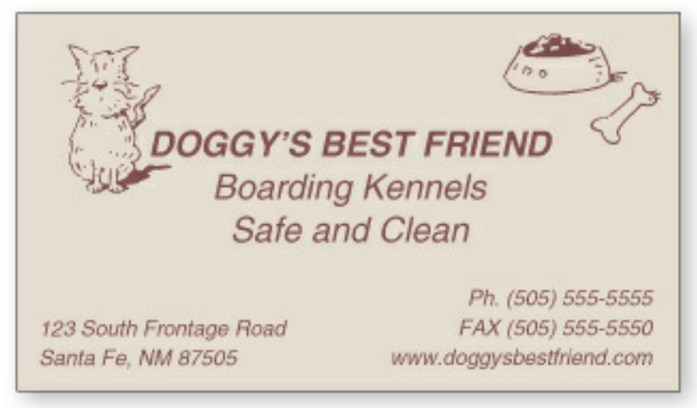 DOGGY'S BEST FRIEND
Boarding Kennels
Safe and Clean
123 South Frontage Road
Santa Fe, NM 87505
Ph. (505) 555-5555
FAX (505) 555-5550
www.doggysbestfriend.com